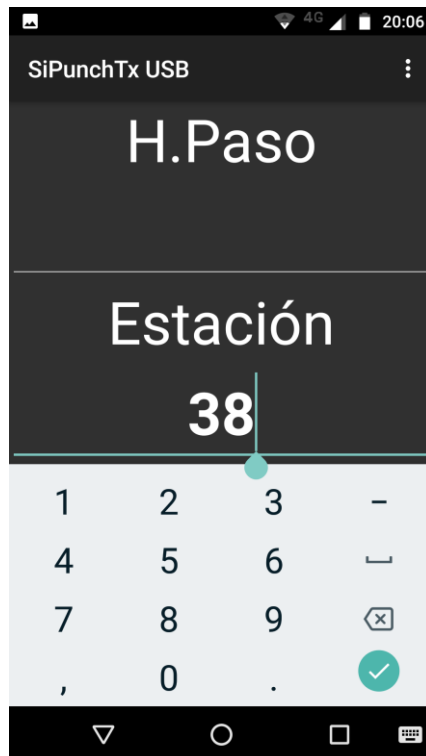 4G 20:06
SiPunchTx USB
H.Paso
Estación
38
1 2 3 -
4 5 6
7 8 9
, 0 .